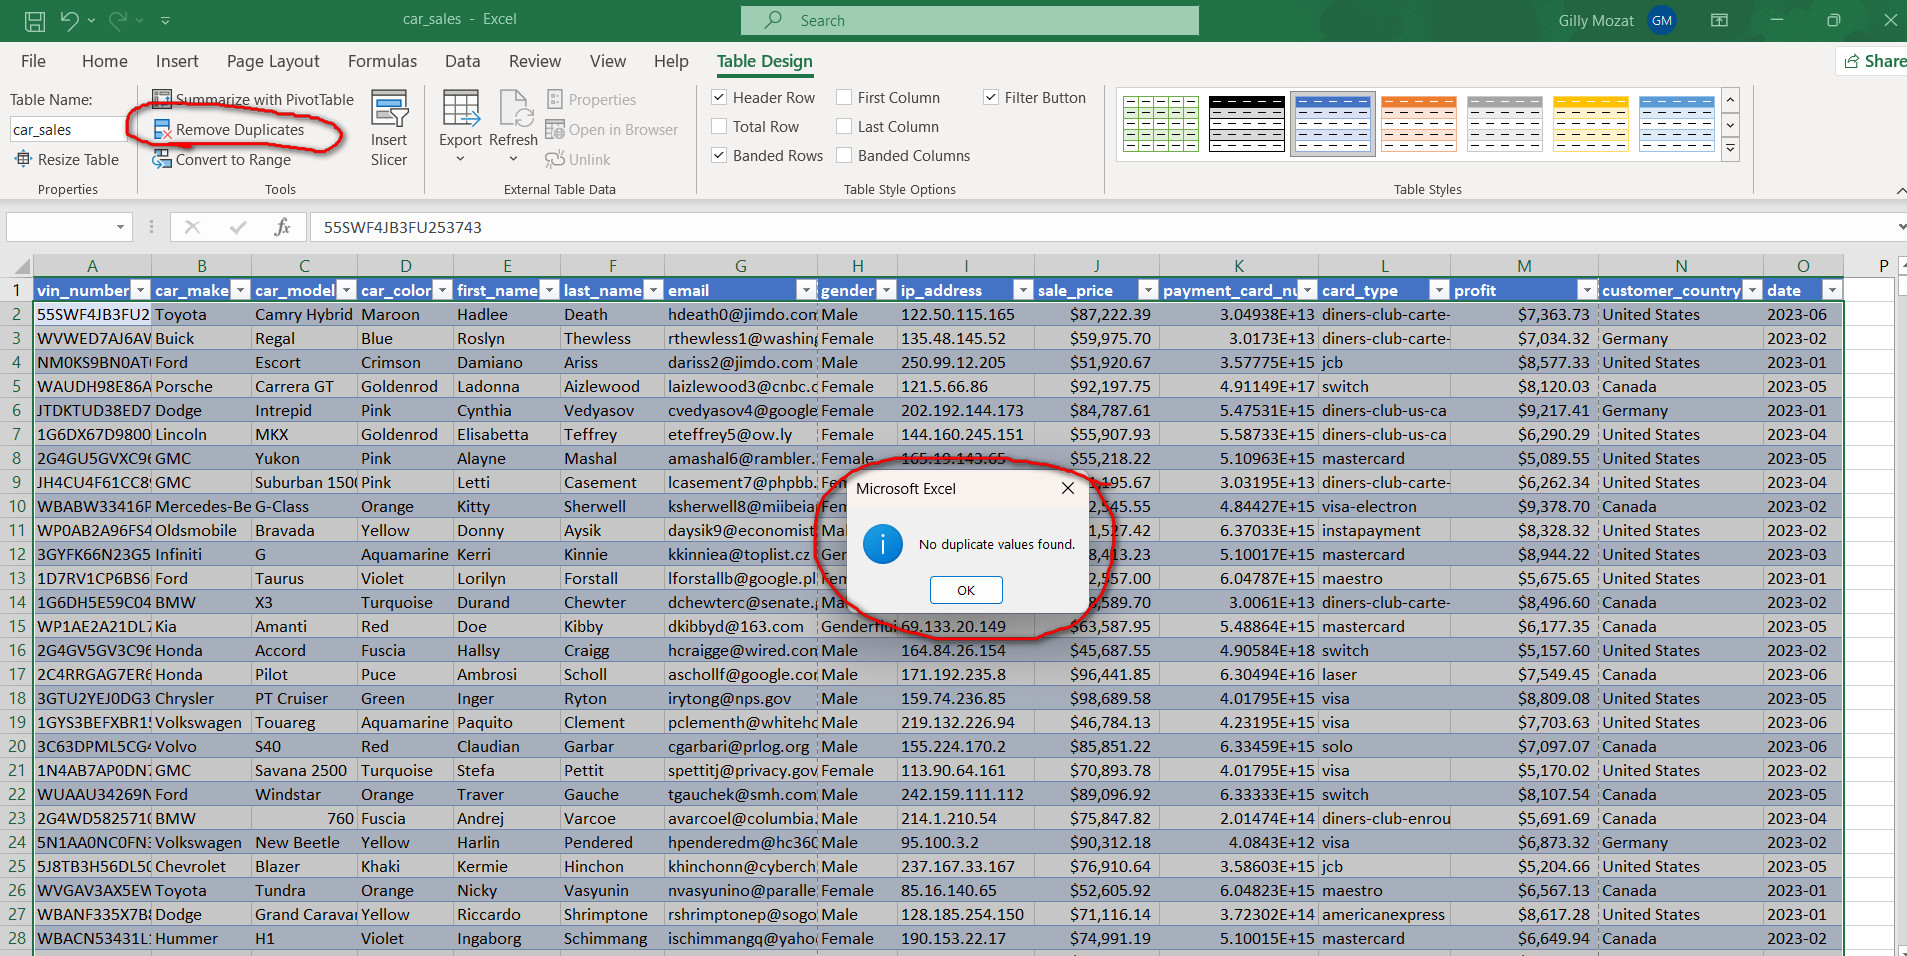 car_sales - Excel
Search
Gilly Mozat GM
File Home Insert Page Layout Formulas Data Review View Help Table Design Share
Table Name:
car_sales
Resize Table
Properties
Summarize with PivotTable
Remove Duplicates
Convert to Range
Tools
Insert Slicer
Export Refresh
Properties
Open in Browser
Unlink
External Table Data
Header Row First Column Filter Button
Total Row Last Column
Banded Rows Banded Columns
Table Style Options
Table Styles
fx 55SWF4JB3FU253743
A B C D E F G H I J K L M N O P
1 vin_number car_make car_model car_color first_name last_name email gender ip_address sale_price payment_card_nu card_type profit customer_country date
2 55SWF4JB3FU2 Toyota Camry Hybrid Maroon Hadlee Death hdeath0@jimdo.com Male 122.50.115.165 $87,222.39 3.04938E+13 diners-club-carte- $7,363.73 United States 2023-06
3 WVWED7AJ6AW Buick Regal Blue Roslyn Thewless rthewless1@washing Female 135.48.145.52 $59,975.70 3.0173E+13 diners-club-carte- $7,034.32 Germany 2023-02
4 NM0KS9BN0AT Ford Escort Crimson Damiano Ariss dariss2@jimdo.com Male 250.99.12.205 $51,920.67 3.57775E+15 jcb $8,577.33 United States 2023-01
5 WAUDH98E86A Porsche Carrera GT Goldenrod Ladonna Aizlewood laizlewood3@cnbc.c Female 121.5.66.86 $92,197.75 4.91149E+17 switch $8,120.03 Canada 2023-05
6 JTDKTUD38ED7 Dodge Intrepid Pink Cynthia Vedyasov cvedyasov4@google Female 202.192.144.173 $84,787.61 5.47531E+15 diners-club-us-ca $9,217.41 Germany 2023-01
7 1G6DX67D9800 Lincoln MKX Goldenrod Elisabetta Teffrey eteffrey5@ow.ly Female 144.160.245.151 $55,907.93 5.58733E+15 diners-club-us-ca $6,290.29 United States 2023-04
8 2G4GU5GVXC96 GMC Yukon Pink Alayne Mashal amashal6@rambler. Female 165.19.143.65 $55,218.22 5.10963E+15 mastercard $5,089.55 United States 2023-05
9 JH4CU4F61CC89 GMC Suburban 1500 Pink Letti Casement lcasement7@phpbb. Fem ,195.67 3.03195E+13 diners-club-carte- $6,262.34 United States 2023-04
10 WBABW33416P Mercedes-Be G-Class Orange Kitty Sherwell ksherwell8@miibeia Fem ,545.55 4.84427E+15 visa-electron $9,378.70 Canada 2023-02
11 WP0AB2A96FS4 Oldsmobile Bravada Yellow Donny Aysik daysik9@economist Mal 1,527.42 6.37033E+15 instapayment $8,328.32 United States 2023-02
12 3GYFK66N23G5 Infiniti G Aquamarine Kerri Kinnie kkinniea@toplist.cz Gen 8,413.23 5.10017E+15 mastercard $8,944.22 United States 2023-03
13 1D7RV1CP6BS6 Ford Taurus Violet Lorilyn Forstall lforstallb@google.pl Fem 2,557.00 6.04787E+15 maestro $5,675.65 United States 2023-01
14 1G6DH5E59C04 BMW X3 Turquoise Durand Chewter dchewterc@senate.g Ma ,589.70 3.0061E+13 diners-club-carte- $8,496.60 Canada 2023-02
15 WP1AE2A21DL7 Kia Amanti Red Doe Kibby dkibbyd@163.com Genderflui 69.133.20.149 $63,587.95 5.48864E+15 mastercard $6,177.35 Canada 2023-05
16 2G4GV5GV3C96 Honda Accord Fuscia Hallsy Craigg hcraigge@wired.com Male 164.84.26.154 $45,687.55 4.90584E+18 switch $5,157.60 United States 2023-02
17 2C4RRGAG7ER6 Honda Pilot Puce Ambrosi Scholl aschollf@google.com Male 171.192.235.8 $96,441.85 6.30494E+16 laser $7,549.45 Canada 2023-06
18 3GTU2YEJ0DG3 Chrysler PT Cruiser Green Inger Ryton irytong@nps.gov Male 159.74.236.85 $98,689.58 4.01795E+15 visa $8,809.08 United States 2023-05
19 1GYS3BEFXBR15 Volkswagen Touareg Aquamarine Paquito Clement pclementh@whiteho Male 219.132.226.94 $46,784.13 4.23195E+15 visa $7,703.63 United States 2023-06
20 3C63DPML5CG4 Volvo S40 Red Claudian Garbar cgarbari@prlog.org Male 155.224.170.2 $85,851.22 6.33459E+15 solo $7,097.07 Canada 2023-06
21 1N4AB7AP0DN7 GMC Savana 2500 Turquoise Stefa Pettit spettitj@privacy.gov Female 113.90.64.161 $70,893.78 4.01795E+15 visa $5,170.02 United States 2023-02
22 WUAAU34269N Ford Windstar Orange Traver Gauche tgauchek@smh.com Male 242.159.111.112 $89,096.92 6.33333E+15 switch $8,107.54 Canada 2023-05
23 2G4WD5825710 BMW 760 Fuscia Andrej Varcoe avarcoel@columbia. Male 214.1.210.54 $75,847.82 2.01474E+14 diners-club-enrou $5,691.69 Canada 2023-04
24 5N1AA0NC0FN3 Volkswagen New Beetle Yellow Harlin Pendered hpenderedm@hc360 Male 95.100.3.2 $90,312.18 4.0843E+12 visa $6,873.32 Germany 2023-02
25 5J8TB3H56DL50 Chevrolet Blazer Khaki Kermie Hinchon khinchonn@cyberch Male 237.167.33.167 $76,910.64 3.58603E+15 jcb $5,204.66 United States 2023-05
26 WVGAV3AX5EW Toyota Tundra Orange Nicky Vasyunin nvasyunino@paralle Female 85.16.140.65 $52,605.92 6.04823E+15 maestro $6,567.13 Canada 2023-01
27 WBANF335X7B8 Dodge Grand Caravan Yellow Riccardo Shrimptone rshrimptonep@sogo Male 128.185.254.150 $71,116.14 3.72302E+14 americanexpress $8,617.28 United States 2023-01
28 WBACN53431L1 Hummer H1 Violet Ingaborg Schimmang ischimmangq@yaho Female 190.153.22.17 $74,991.19 5.10015E+15 mastercard $6,649.94 Canada 2023-02
Microsoft Excel
No duplicate values found.
OK